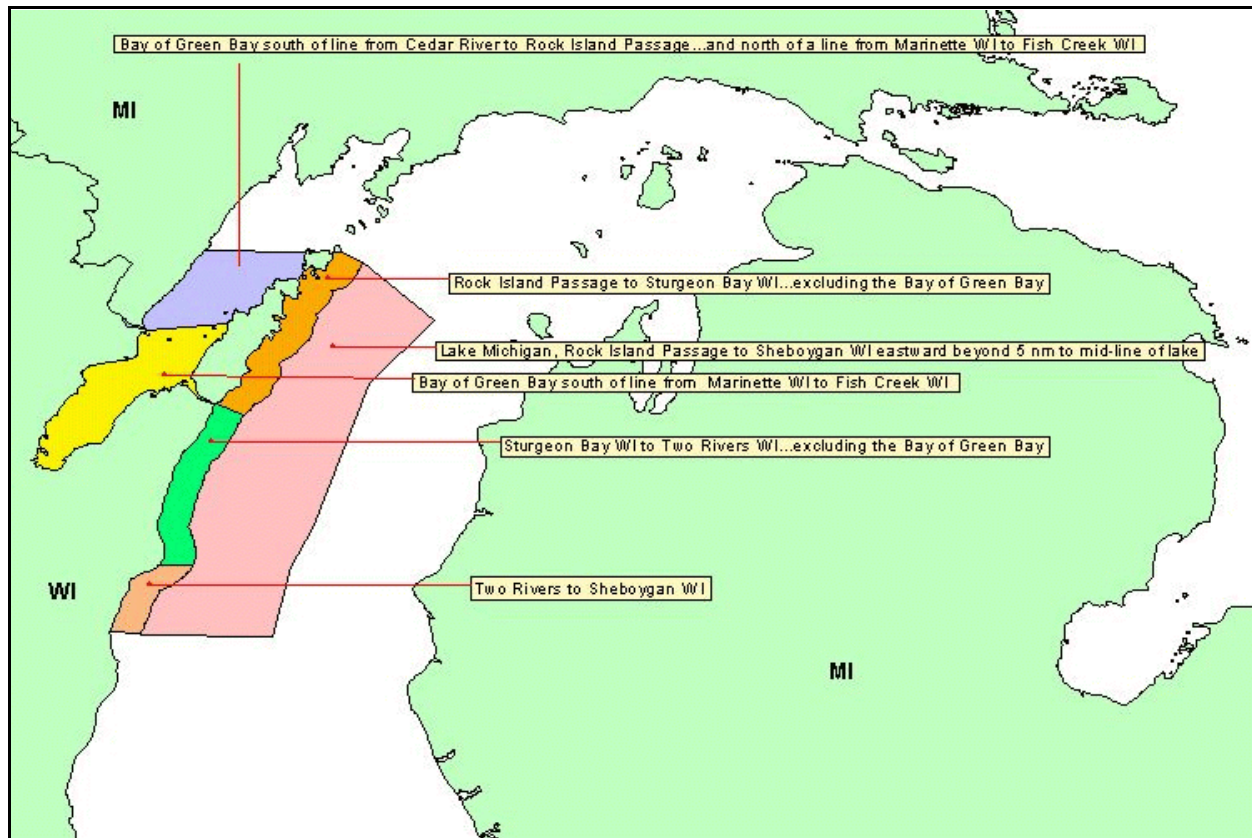 Bay of Green Bay south of line from Cedar River to Rock Island Passage...and north of a line from Marinette WI to Fish Creek WI
MI
Rock Island Passage to Sturgeon Bay WI...excluding the Bay of Green Bay
Lake Michigan, Rock Island Passage to Sheboygan WI eastward beyond 5 nm to mid-line of lake
Bay of Green Bay south of line from Marinette WI to Fish Creek WI
Sturgeon Bay WI to Two Rivers WI...excluding the Bay of Green Bay
WI
Two Rivers to Sheboygan WI
MI